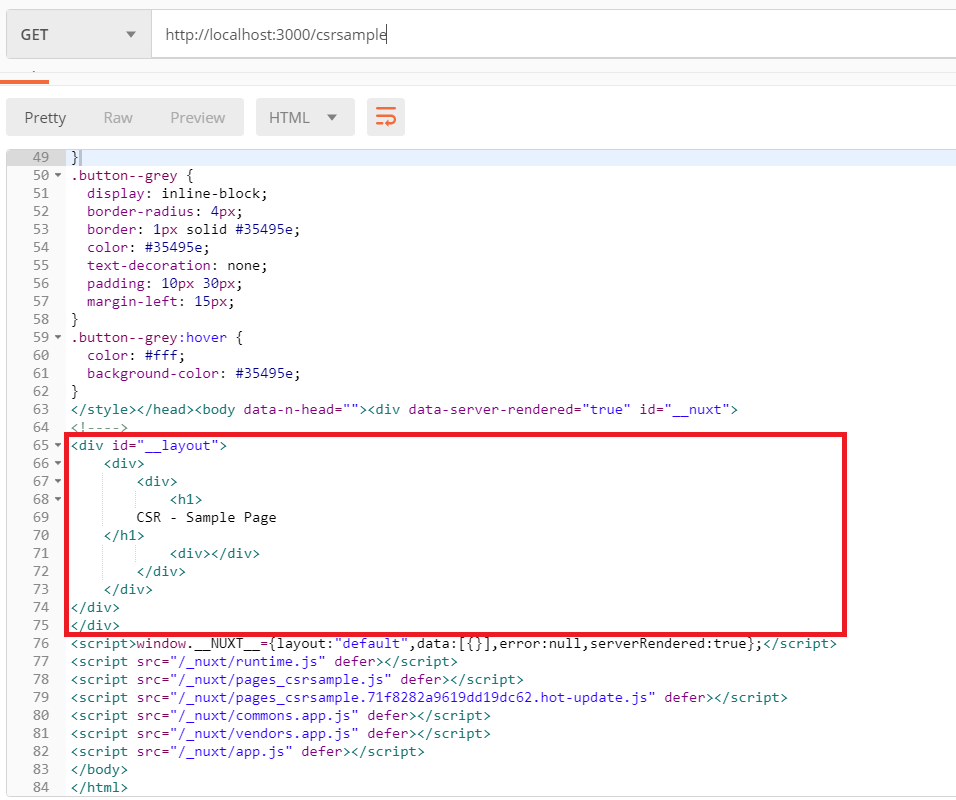 GET http://localhost:3000/csrsample
Pretty Raw Preview HTML
49 }
50 .button--grey {
51 display: inline-block;
52 border-radius: 4px;
53 border: 1px solid #35495e;
54 color: #35495e;
55 text-decoration: none;
56 padding: 10px 30px;
57 margin-left: 15px;
58 }
59 .button--grey:hover {
60 color: #fff;
61 background-color: #35495e;
62 }
63 </style></head><body data-n-head=""><div data-server-rendered="true" id="__nuxt">
64 <!---->
65 <div id="__layout">
66 <div>
67 <div>
68 <h1>
69 CSR - Sample Page
70 </h1>
71 <div></div>
72 </div>
73 </div>
74 </div>
75 </div>
76 <script>window.__NUXT__={layout:"default",data:[{}],error:null,serverRendered:true};</script>
77 <script src="/_nuxt/runtime.js" defer></script>
78 <script src="/_nuxt/pages_csrsample.js" defer></script>
79 <script src="/_nuxt/pages_csrsample.71f8282a9619dd19dc62.hot-update.js" defer></script>
80 <script src="/_nuxt/commons.app.js" defer></script>
81 <script src="/_nuxt/vendors.app.js" defer></script>
82 <script src="/_nuxt/app.js" defer></script>
83 </body>
84 </html>